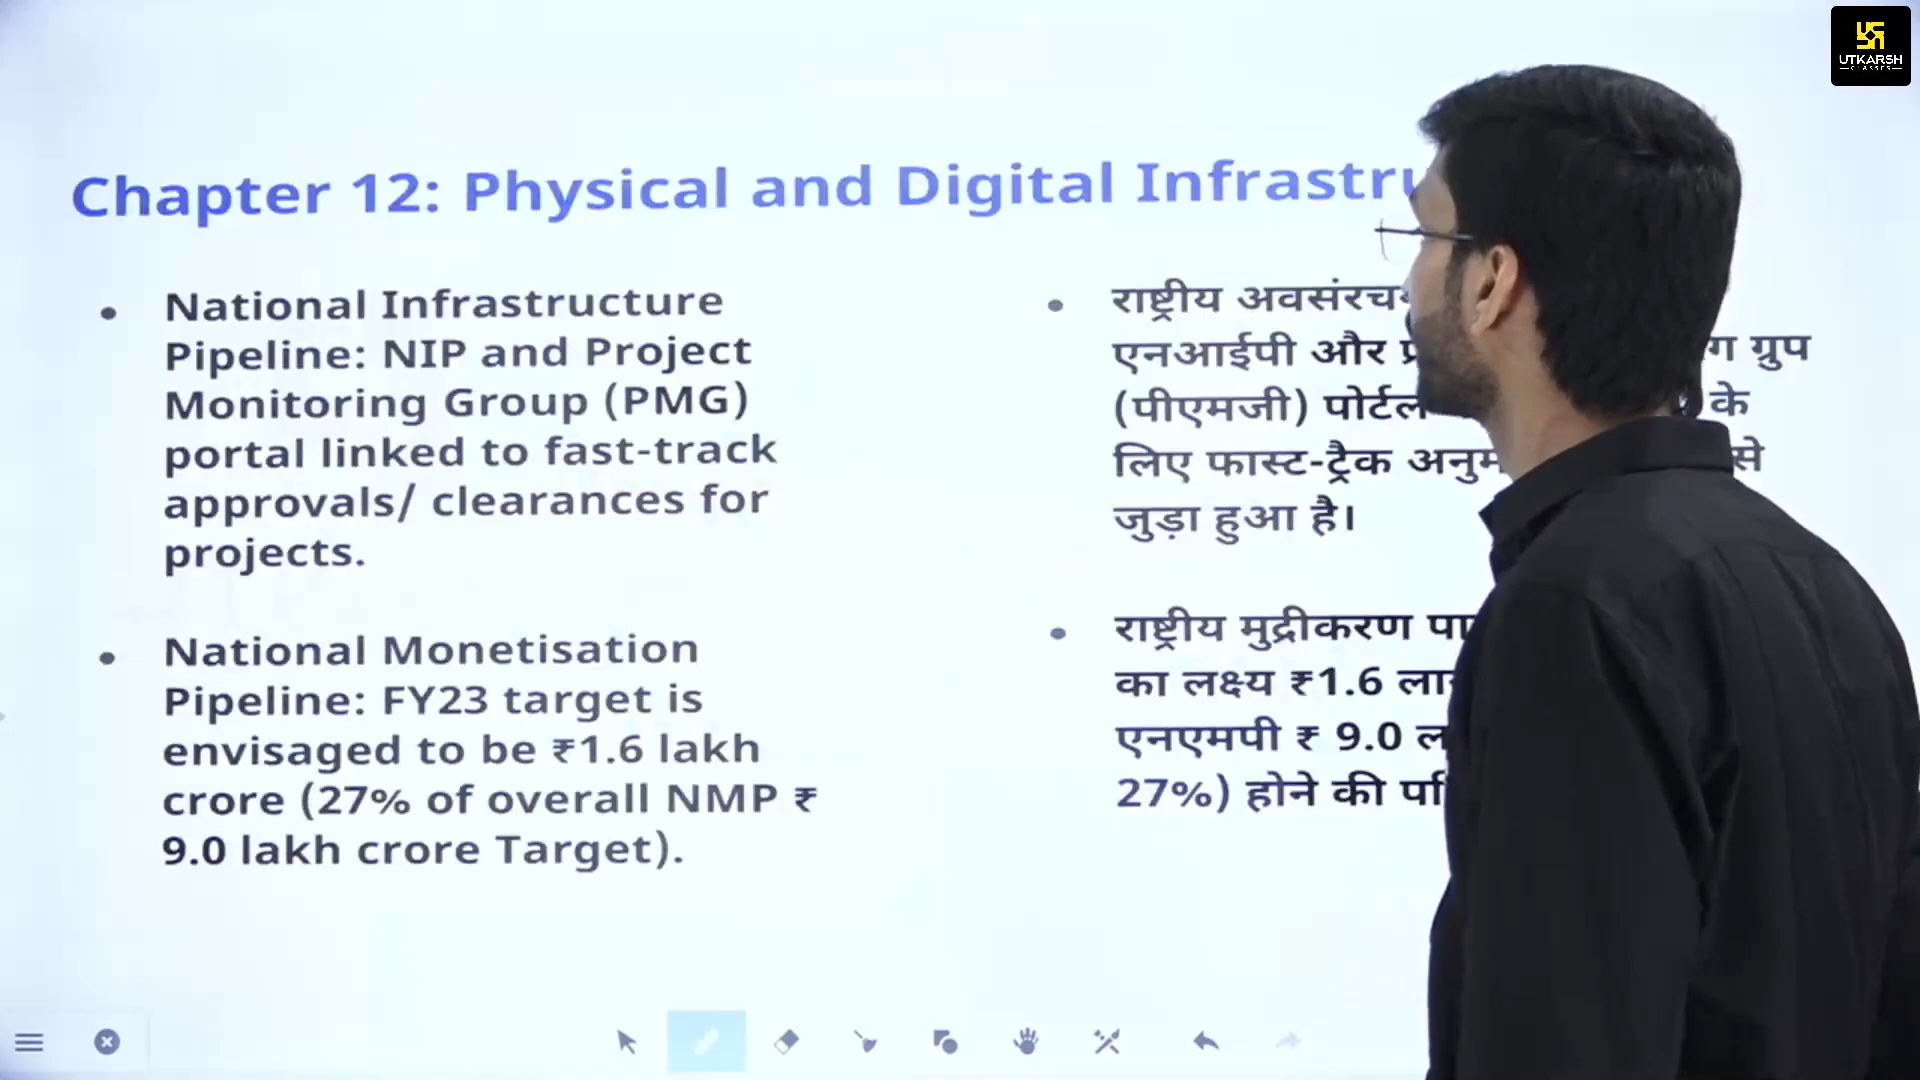 UTKARSH
CLASSES
Chapter 12: Physical and Digital
National Infrastructure
Pipeline: NIP and Project
Monitoring Group (PMG)
portal linked to fast-track
approvals/ clearances for
projects.
National Monetisation
Pipeline: FY23 target is
envisaged to be ₹1.6 lakh
crore (27% of overall NMP ₹
9.0 lakh crore Target).
राष्ट्रीय
एनआईपी और ग्रुप
(पीएमजी) पोर्टल के
लिए फास्ट-ट्रैक से
जुड़ा हुआ है।
राष्ट्रीय मुद्रीकरण
का लक्ष्य ₹1.6
एनएमपी ₹ 9.0
27%) होने की